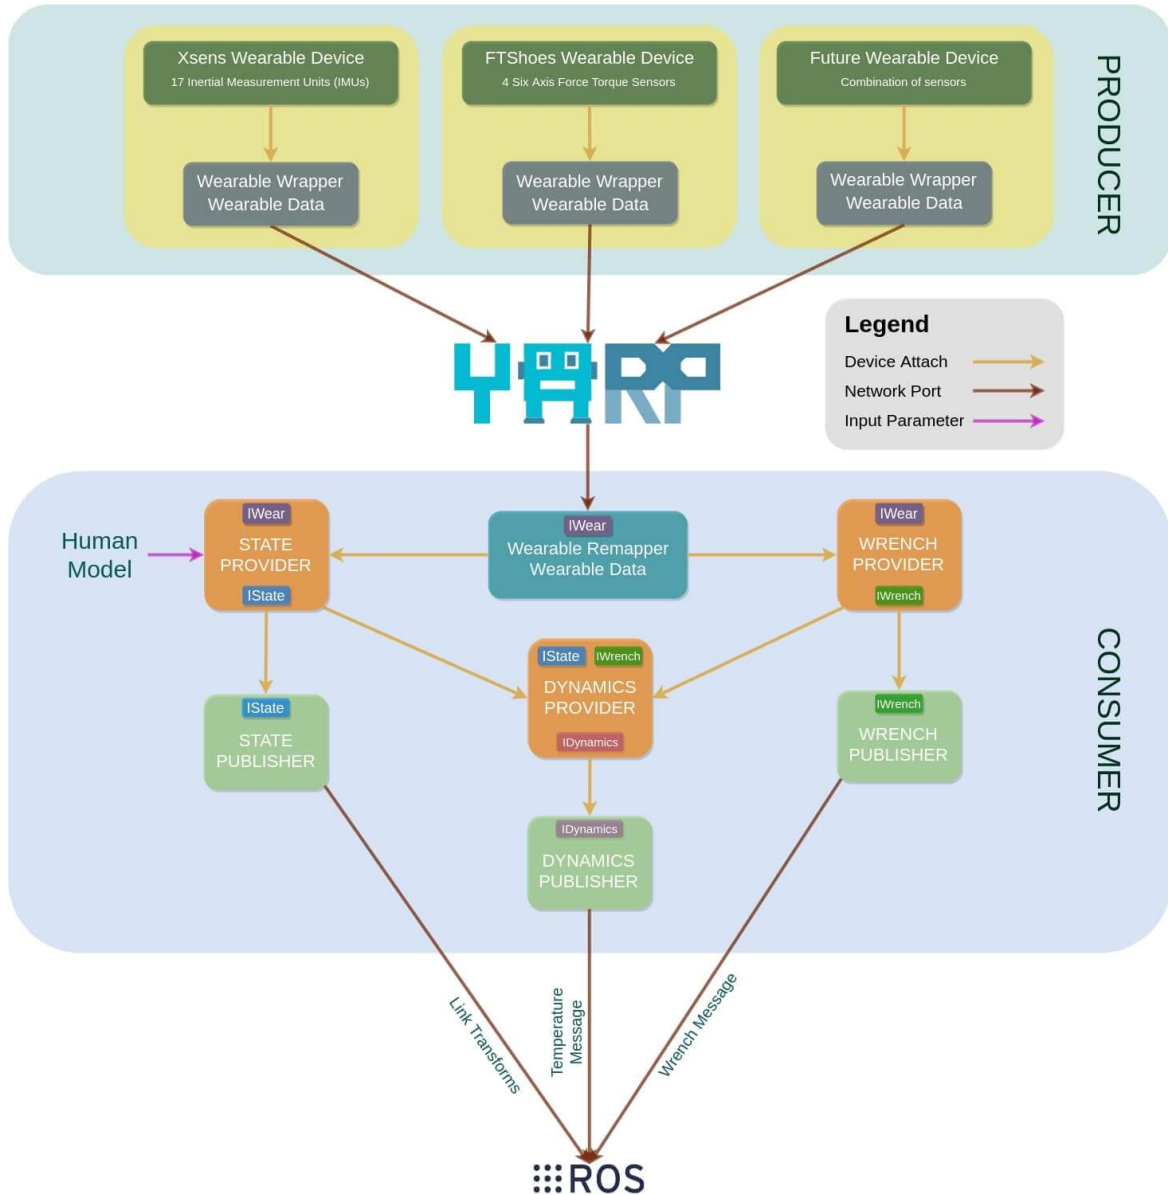 Xsens Wearable Device
17 Inertial Measurement Units (IMUs)
Wearable Wrapper
Wearable Data
FTShoes Wearable Device
4 Six Axis Force Torque Sensors
Wearable Wrapper
Wearable Data
Future Wearable Device
Combination of sensors
Wearable Wrapper
Wearable Data
PRODUCER
YARP
Legend
Device Attach
Network Port
Input Parameter
Human
Model
IWear
STATE
PROVIDER
IState
IWear
Wearable Remapper
Wearable Data
IWear
WRENCH
PROVIDER
IWrench
IState
STATE
PUBLISHER
IState IWrench
DYNAMICS
PROVIDER
IDynamics
IWrench
WRENCH
PUBLISHER
IDynamics
DYNAMICS
PUBLISHER
CONSUMER
Link Transforms
Temperature
Message
Wrench Message
ROS